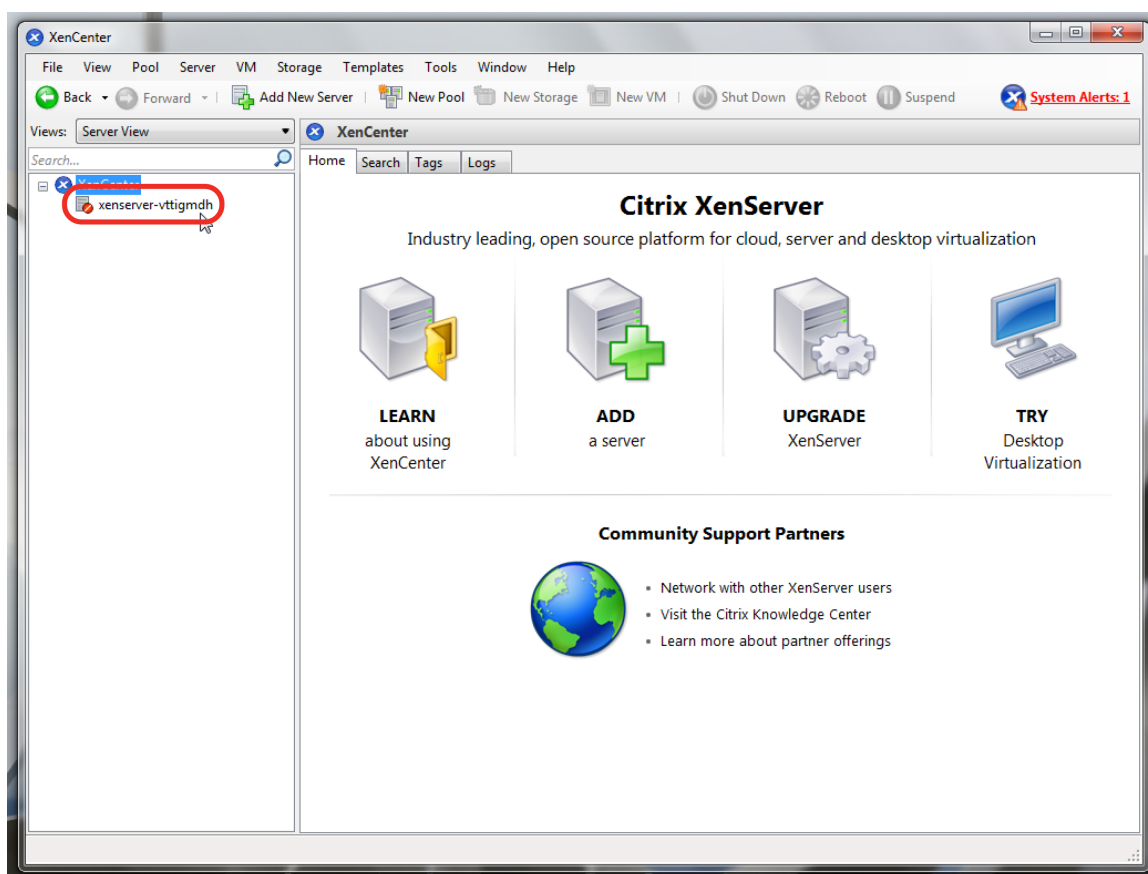 XenCenter
File View Pool Server VM Storage Templates Tools Window Help
Back Forward Add New Server New Pool New Storage New VM Shut Down Reboot Suspend System Alerts: 1
Views: Server View
XenCenter
Search...
Home Search Tags Logs
XenCenter
xenserver-vttigmdh
Citrix XenServer
Industry leading, open source platform for cloud, server and desktop virtualization
LEARN
about using
XenCenter
ADD
a server
UPGRADE
XenServer
TRY
Desktop
Virtualization
Community Support Partners
Network with other XenServer users
Visit the Citrix Knowledge Center
Learn more about partner offerings